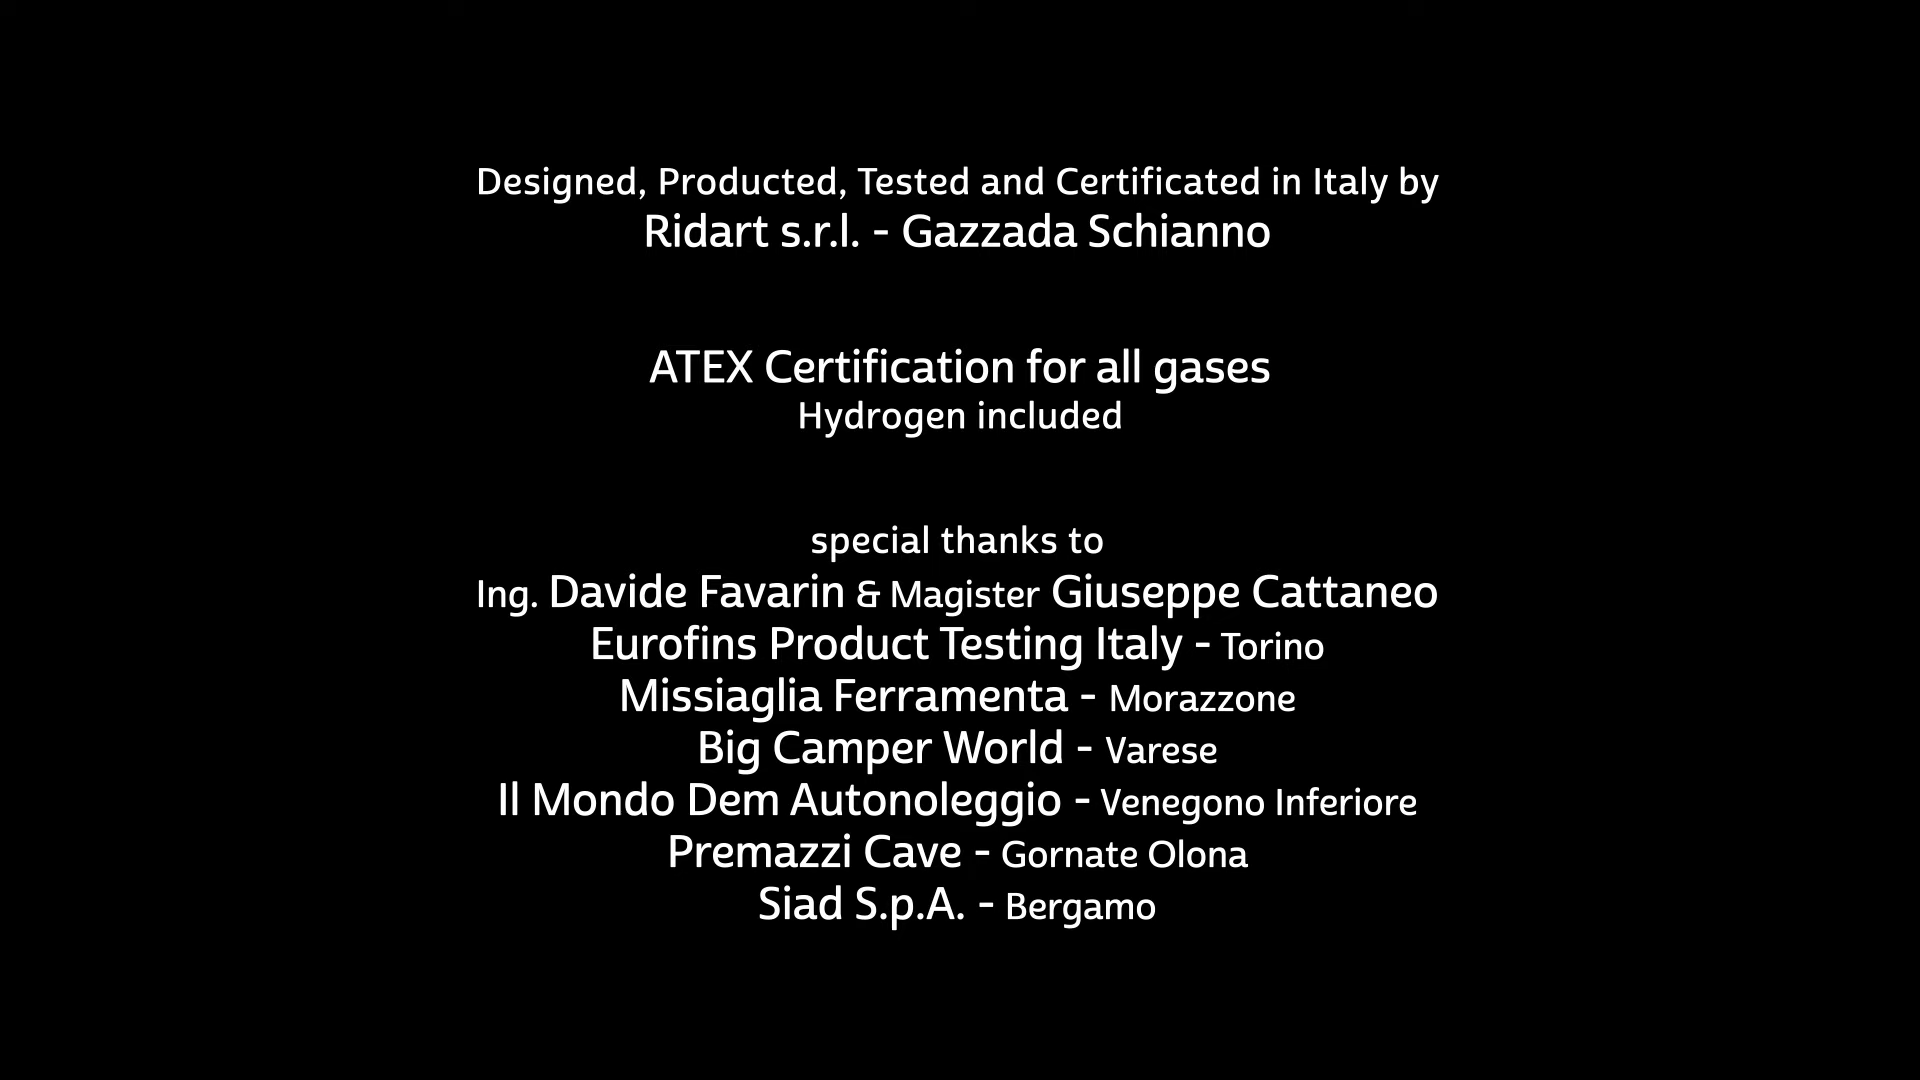 Designed, Producted, Tested and Certificated in Italy by
Ridart s.r.l. - Gazzada Schianno
ATEX Certification for all gases
Hydrogen included
special thanks to
Ing. Davide Favarin & Magister Giuseppe Cattaneo
Eurofins Product Testing Italy - Torino
Missiaglia Ferramenta - Morazzone
Big Camper World - Varese
Il Mondo Dem Autonoleggio - Venegono Inferiore
Premazzi Cave - Gornate Olona
Siad S.p.A. - Bergamo